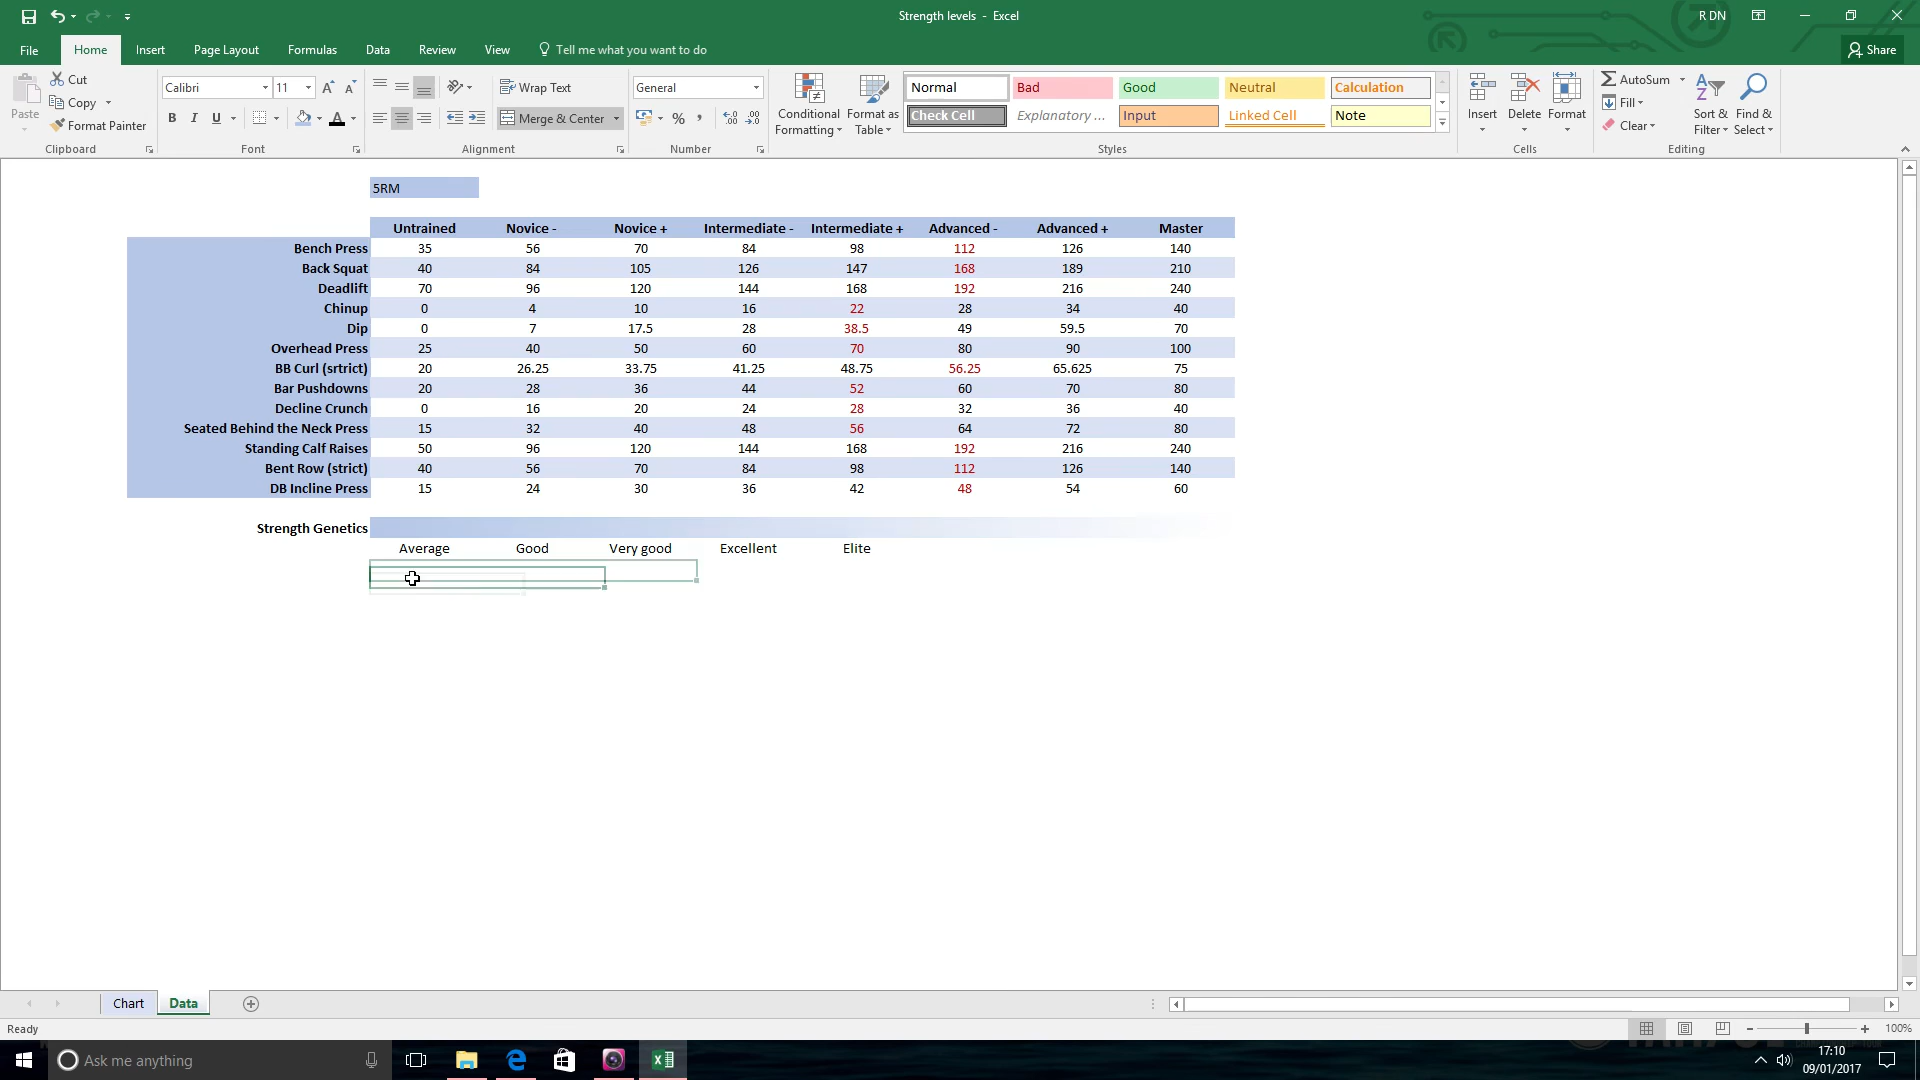 Strength levels - Excel
R DN
File Home Insert Page Layout Formulas Data Review View Tell me what you want to do Share
Paste Cut
Copy
Format Painter
Clipboard
Calibri 11 A A
B I U A
Font
Wrap Text
Merge & Center
Alignment
General
% ,
Number
Conditional Formatting
Format as Table
Normal Bad Good Neutral Calculation
Check Cell Explanatory ... Input Linked Cell Note
Styles
Insert Delete Format
Cells
AutoSum
Fill
Clear
Sort & Filter
Find & Select
Editing
5RM
Untrained Novice - Novice + Intermediate - Intermediate + Advanced - Advanced + Master
Bench Press 35 56 70 84 98 112 126 140
Back Squat 40 84 105 126 147 168 189 210
Deadlift 70 96 120 144 168 192 216 240
Chinup 0 4 10 16 22 28 34 40
Dip 0 7 17.5 28 38.5 49 59.5 70
Overhead Press 25 40 50 60 70 80 90 100
BB Curl (srtrict) 20 26.25 33.75 41.25 48.75 56.25 65.625 75
Bar Pushdowns 20 28 36 44 52 60 70 80
Decline Crunch 0 16 20 24 28 32 36 40
Seated Behind the Neck Press 15 32 40 48 56 64 72 80
Standing Calf Raises 50 96 120 144 168 192 216 240
Bent Row (strict) 40 56 70 84 98 112 126 140
DB Incline Press 15 24 30 36 42 48 54 60
Strength Genetics
Average Good Very good Excellent Elite
Chart Data
Ready
100%
Ask me anything
17:10
09/01/2017